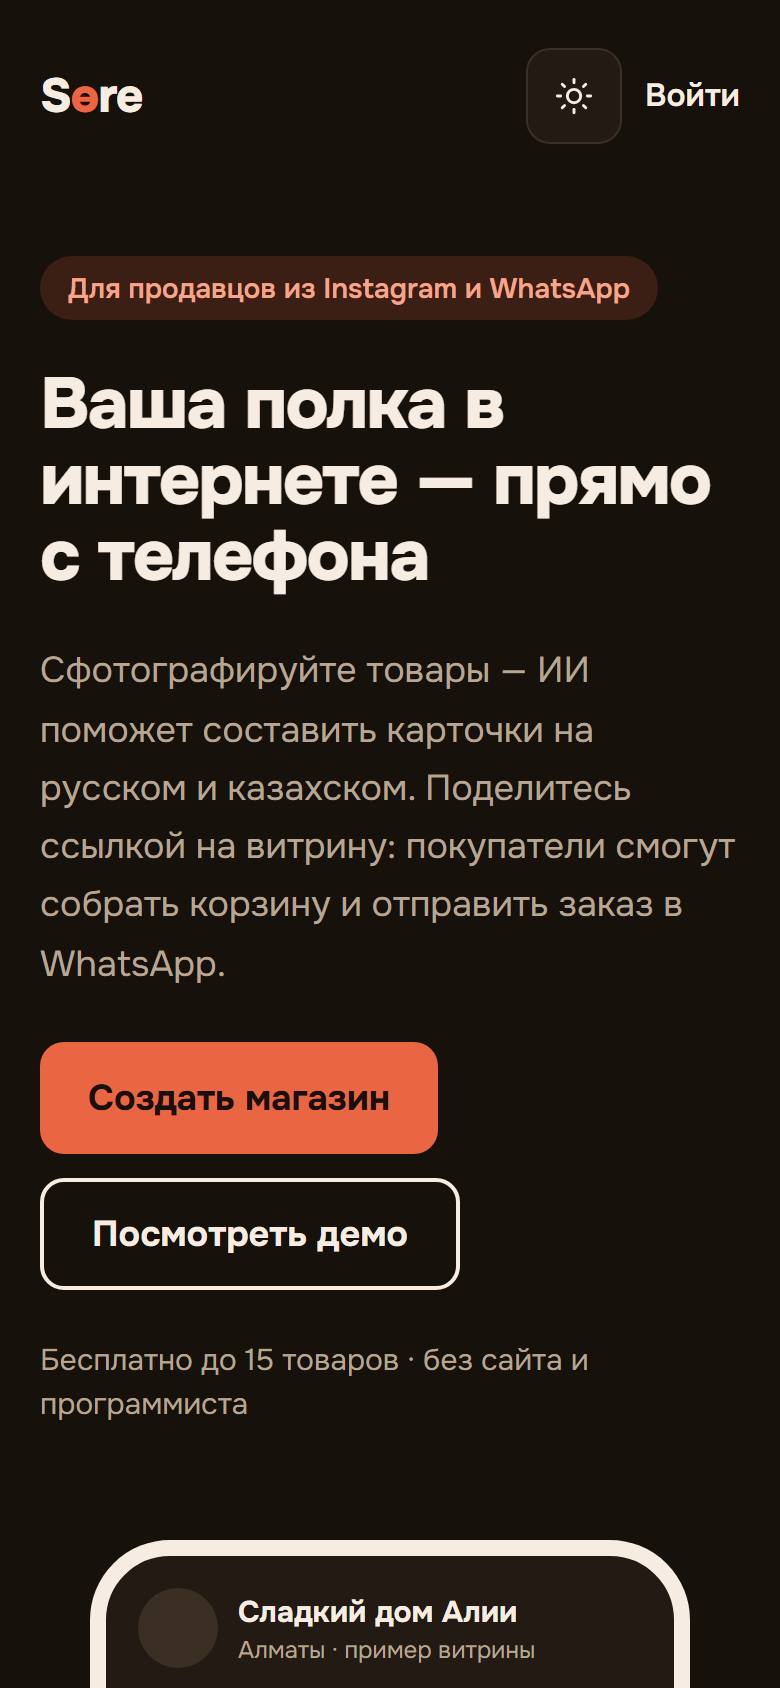 Sөre
Войти
Для продавцов из Instagram и WhatsApp
Ваша полка в
интернете — прямо
с телефона
Сфотографируйте товары — ИИ
поможет составить карточки на
русском и казахском. Поделитесь
ссылкой на витрину: покупатели смогут
собрать корзину и отправить заказ в
WhatsApp.
Создать магазин
Посмотреть демо
Бесплатно до 15 товаров · без сайта и
программиста
Сладкий дом Алии
Алматы · пример витрины